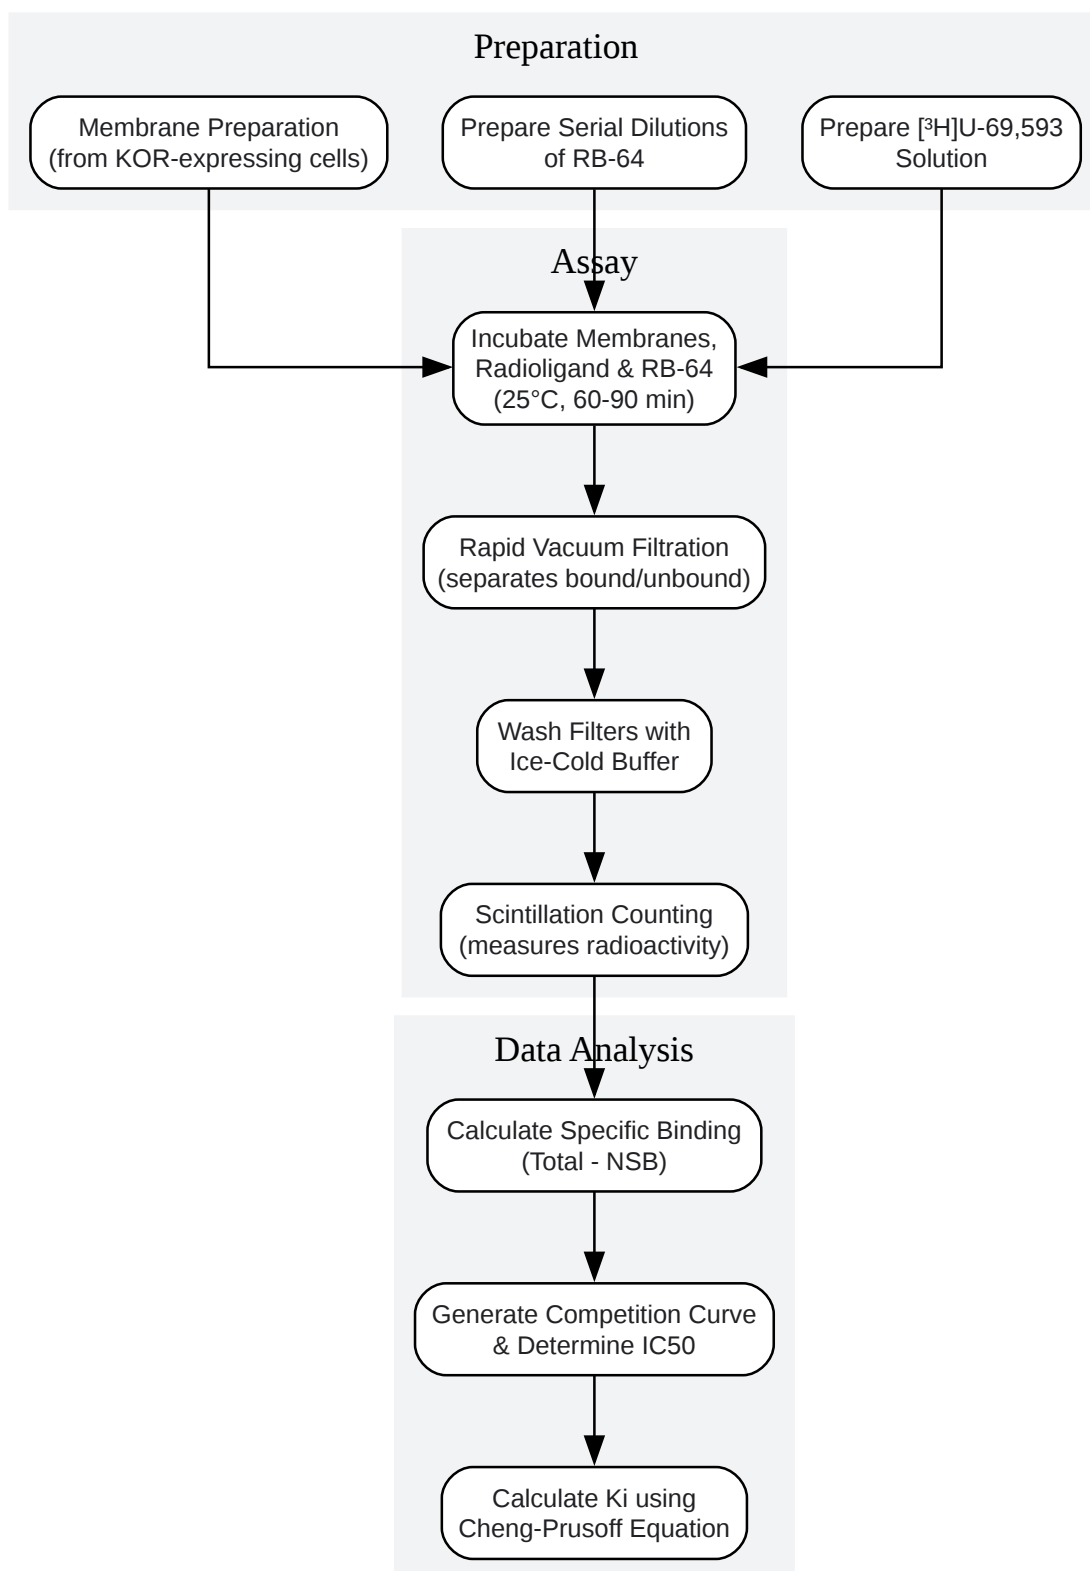 Preparation
Membrane Preparation
(from KOR-expressing cells)
Prepare Serial Dilutions
of RB-64
Prepare [³H]U-69,593
Solution
Assay
Incubate Membranes,
Radioligand & RB-64
(25°C, 60-90 min)
Rapid Vacuum Filtration
(separates bound/unbound)
Wash Filters with
Ice-Cold Buffer
Scintillation Counting
(measures radioactivity)
Data Analysis
Calculate Specific Binding
(Total - NSB)
Generate Competition Curve
& Determine IC50
Calculate Ki using
Cheng-Prusoff Equation